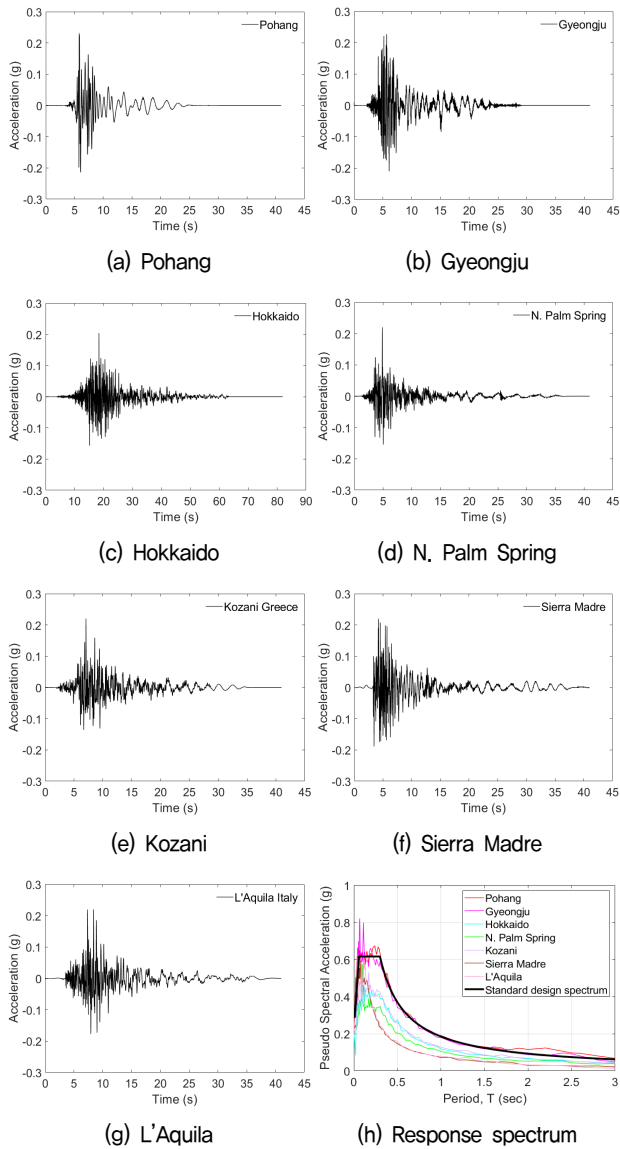 0.3
0.2
0.1
0
-0.1
-0.2
-0.3
Acceleration (g)
Pohang
0 5 10 15 20 25 30 35 40 45
Time (s)
(a) Pohang
0.3
0.2
0.1
0
-0.1
-0.2
-0.3
Acceleration (g)
Gyeongju
0 5 10 15 20 25 30 35 40 45
Time (s)
(b) Gyeongju
0.3
0.2
0.1
0
-0.1
-0.2
-0.3
Acceleration (g)
Hokkaido
0 10 20 30 40 50 60 70 80 90
Time (s)
(c) Hokkaido
0.3
0.2
0.1
0
-0.1
-0.2
-0.3
Acceleration (g)
N. Palm Spring
0 5 10 15 20 25 30 35 40 45
Time (s)
(d) N. Palm Spring
0.3
0.2
0.1
0
-0.1
-0.2
-0.3
Acceleration (g)
Kozani Greece
0 5 10 15 20 25 30 35 40 45
Time (s)
(e) Kozani
0.3
0.2
0.1
0
-0.1
-0.2
-0.3
Acceleration (g)
Sierra Madre
0 5 10 15 20 25 30 35 40 45
Time (s)
(f) Sierra Madre
0.3
0.2
0.1
0
-0.1
-0.2
-0.3
Acceleration (g)
L'Aquila Italy
0 5 10 15 20 25 30 35 40 45
Time (s)
(g) L’Aquila
1
0.8
0.6
0.4
0.2
0
Pseudo Spectral Acceleration (g)
Pohang
Gyeongju
Hokkaido
N. Palm Spring
Kozani
Sierra Madre
L'Aquila
Standard design spectrum
0 0.5 1 1.5 2 2.5 3
Period, T (sec)
(h) Response spectrum